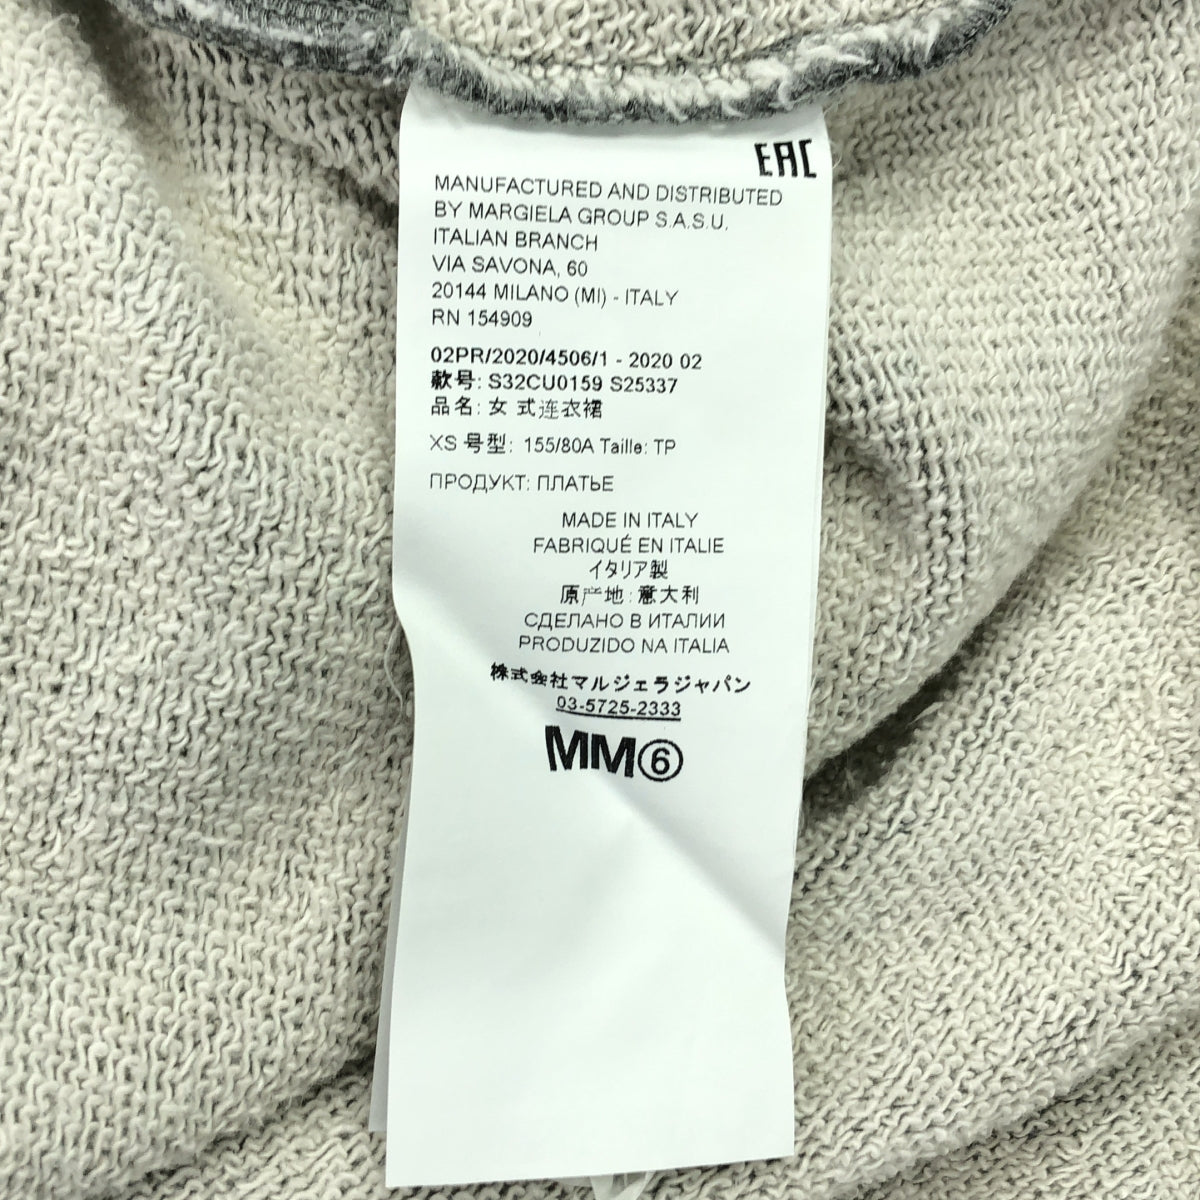 EAC
MANUFACTURED AND DISTRIBUTED
BY MARGIELA GROUP S.A.S.U.
ITALIAN BRANCH
VIA SAVONA, 60
20144 MILANO (MI) - ITALY
RN 154909
02PR/2020/4506/1 - 2020 02
款号: S32CU0159 S25337
品名: 女 式连衣裙
XS 号型: 155/80A Taille: TP
ПРОДУКТ: ПЛАТЬЕ
MADE IN ITALY
FABRIQUÉ EN ITALIE
イタリア製
原产地: 意大利
СДЕЛАНО В ИТАЛИИ
PRODUZIDO NA ITALIA
株式会社マルジェラジャパン
03-5725-2333
MM⑥